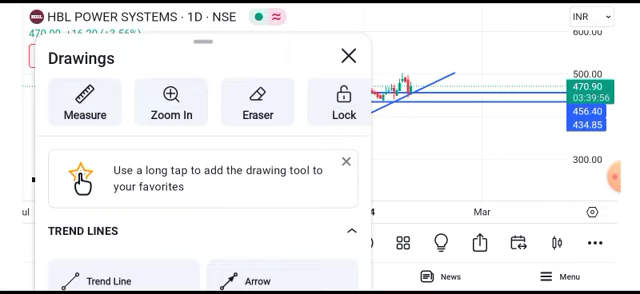 HBL POWER SYSTEMS · 1D · NSE
INR
470.90 +16.20 (+3.56%)
600.00
Drawings
500.00
470.90
03:39:56
456.40
434.85
Measure
Zoom In
Eraser
Lock
300.00
Use a long tap to add the drawing tool to
your favorites
ul
4
Mar
TREND LINES
Trend Line
Arrow
News
Menu